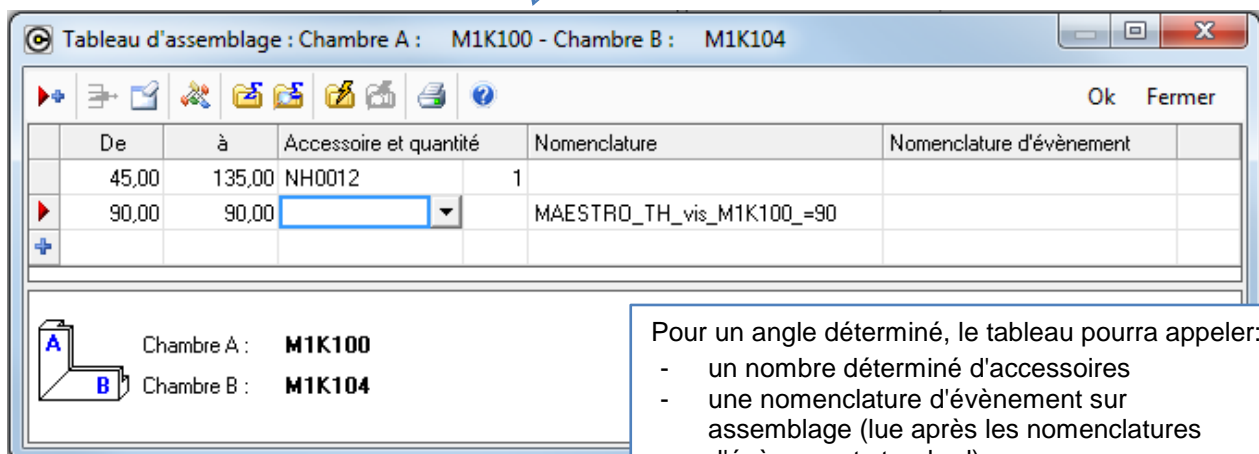 Tableau d'assemblage : Chambre A : M1K100 - Chambre B : M1K104
Ok Fermer
De à Accessoire et quantité Nomenclature Nomenclature d'évènement
45,00 135,00 NH0012 1
90,00 90,00 MAESTRO_TH_vis_M1K100_=90
A Chambre A : M1K100
B Chambre B : M1K104
Pour un angle déterminé, le tableau pourra appeler:
- un nombre déterminé d'accessoires
- une nomenclature d'évènement sur
assemblage (lue après les nomenclatures